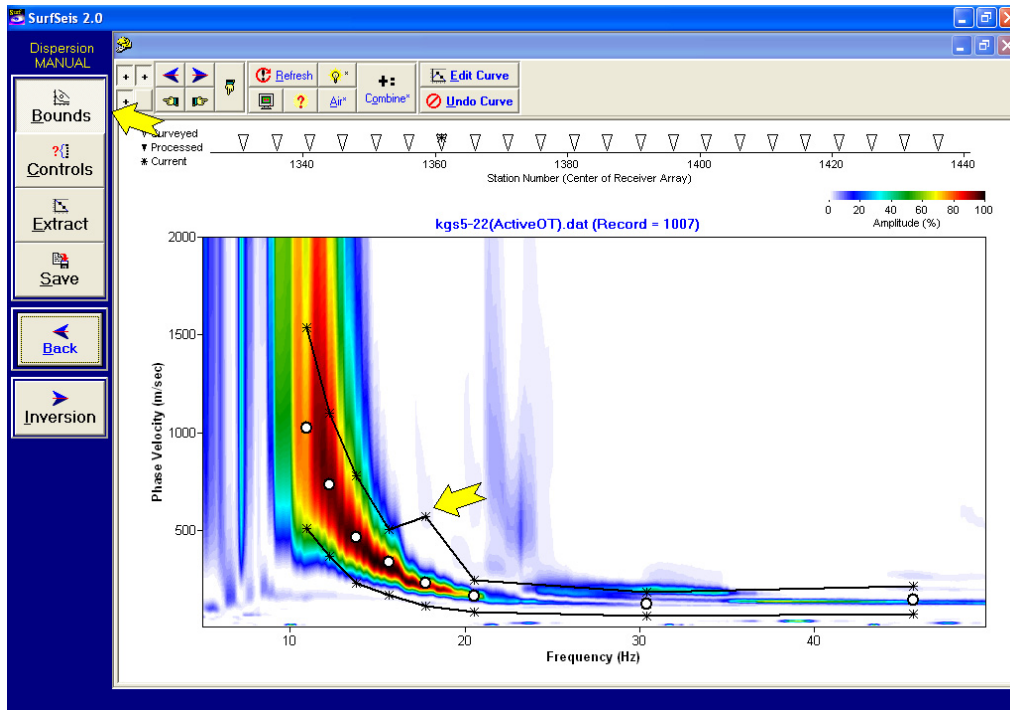 SurfSeis 2.0
Dispersion
MANUAL
Bounds
Controls
Extract
Save
Back
Inversion
Refresh
Air*
Combine*
Edit Curve
Undo Curve
Surveyed
Processed
Current
1340 1360 1380 1400 1420 1440
Station Number (Center of Receiver Array)
0 20 40 60 80 100
Amplitude (%)
kgs5-22(ActiveOT).dat (Record = 1007)
2000
1500
1000
500
Phase Velocity (m/sec)
10 20 30 40
Frequency (Hz)